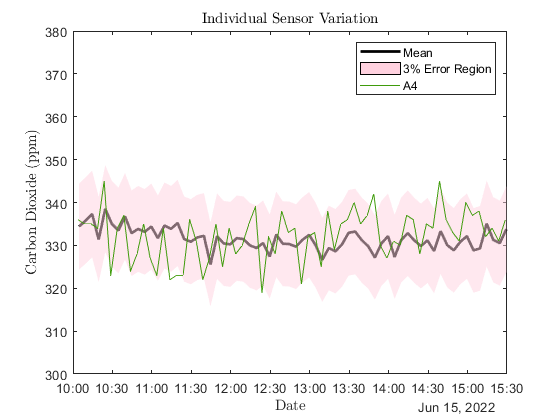 Individual Sensor Variation
Mean
3% Error Region
A4
Carbon Dioxide (ppm)
380
370
360
350
340
330
320
310
300
10:00 10:30 11:00 11:30 12:00 12:30 13:00 13:30 14:00 14:30 15:00 15:30
Date
Jun 15, 2022